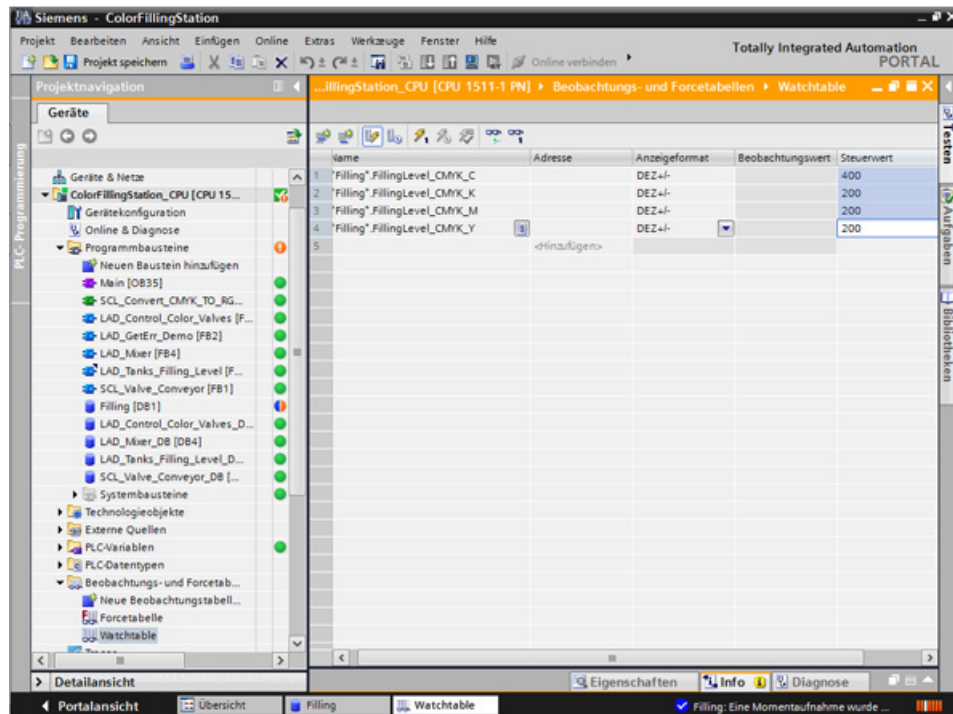 Siemens - ColorFillingStation
Projekt Bearbeiten Ansicht Einfügen Online Extras Werkzeuge Fenster Hilfe
Totally Integrated Automation
PORTAL
Projekt speichern
Online verbinden
Projektnavigation
...illingStation_CPU [CPU 1511-1 PN] Beobachtungs- und Forcetabellen Watchtable
Geräte
PLC-Programmierung
Geräte & Netze
ColorFillingStation_CPU [CPU 15...
Gerätekonfiguration
Online & Diagnose
Programmbausteine
Neuen Baustein hinzufügen
Main [OB35]
SCL_Convert_CMYK_TO_RG...
LAD_Control_Color_Valves [F...
LAD_GetErr_Demo [FB2]
LAD_Mixer [FB4]
LAD_Tanks_Filling_Level [F...
SCL_Valve_Conveyor [FB1]
Filling [DB1]
LAD_Control_Color_Valves_D...
LAD_Mixer_DB [DB4]
LAD_Tanks_Filling_Level_D...
SCL_Valve_Conveyor_DB [...
Systembausteine
Technologieobjekte
Externe Quellen
PLC-Variablen
PLC-Datentypen
Beobachtungs- und Forcetab...
Neue Beobachtungstabell...
Forcetabelle
Watchtable
Traces
Detailansicht
Name Adresse Anzeigeformat Beobachtungswert Steuerwert
1 "Filling".FillingLevel_CMYK_C DEZ+/- 400
2 "Filling".FillingLevel_CMYK_K DEZ+/- 200
3 "Filling".FillingLevel_CMYK_M DEZ+/- 200
4 "Filling".FillingLevel_CMYK_Y DEZ+/- 200
5 <Hinzufügen>
Testen
Aufgaben
Bibliotheken
Eigenschaften Info Diagnose
Portalansicht Übersicht Filling Watchtable Filling: Eine Momentaufnahme wurde ...